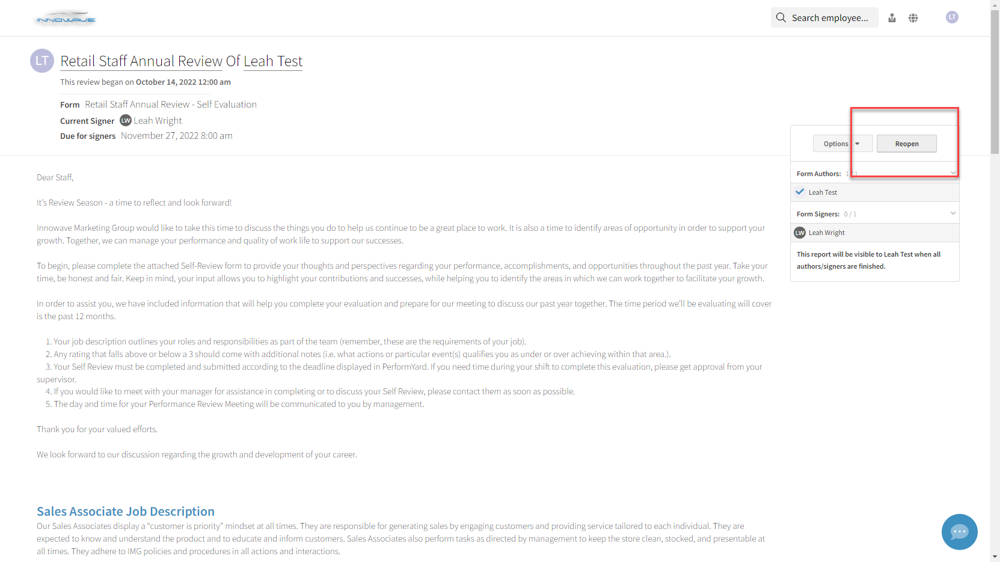 INNOWAVE
Search employee...
LT
LT
Retail Staff Annual Review Of Leah Test
This review began on October 14, 2022 12:00 am
Form Retail Staff Annual Review - Self Evaluation
Current Signer LW Leah Wright
Due for signers November 27, 2022 8:00 am
Options
Reopen
Form Authors: 1 / 1
Leah Test
Form Signers: 0 / 1
LW Leah Wright
This report will be visible to Leah Test when all
authors/signers are finished.
Dear Staff,
It's Review Season - a time to reflect and look forward!
Innowave Marketing Group would like to take this time to discuss the things you do to help us continue to be a great place to work. It is also a time to identify areas of opportunity in order to support your
growth. Together, we can manage your performance and quality of work life to support our successes.
To begin, please complete the attached Self-Review form to provide your thoughts and perspectives regarding your performance, accomplishments, and opportunities throughout the past year. Take your
time, be honest and fair. Keep in mind, your input allows you to highlight your contributions and successes, while helping you to identify the areas in which we can work together to facilitate your growth.
In order to assist you, we have included information that will help you complete your evaluation and prepare for our meeting to discuss our past year together. The time period we'll be evaluating will cover
is the past 12 months.
1. Your job description outlines your roles and responsibilities as part of the team (remember, these are the requirements of your job).
2. Any rating that falls above or below a 3 should come with additional notes (i.e. what actions or particular event(s) qualifies you as under or over achieving within that area.).
3. Your Self Review must be completed and submitted according to the deadline displayed in PerformYard. If you need time during your shift to complete this evaluation, please get approval from your
supervisor.
4. If you would like to meet with your manager for assistance in completing or to discuss your Self Review, please contact them as soon as possible.
5. The day and time for your Performance Review Meeting will be communicated to you by management.
Thank you for your valued efforts.
We look forward to our discussion regarding the growth and development of your career.
Sales Associate Job Description
Our Sales Associates display a “customer is priority” mindset at all times. They are responsible for generating sales by engaging customers and providing service tailored to each individual. They are
expected to know and understand the product and to educate and inform customers. Sales Associates also perform tasks as directed by management to keep the store clean, stocked, and presentable at
all times. They adhere to IMG policies and procedures in all actions and interactions.